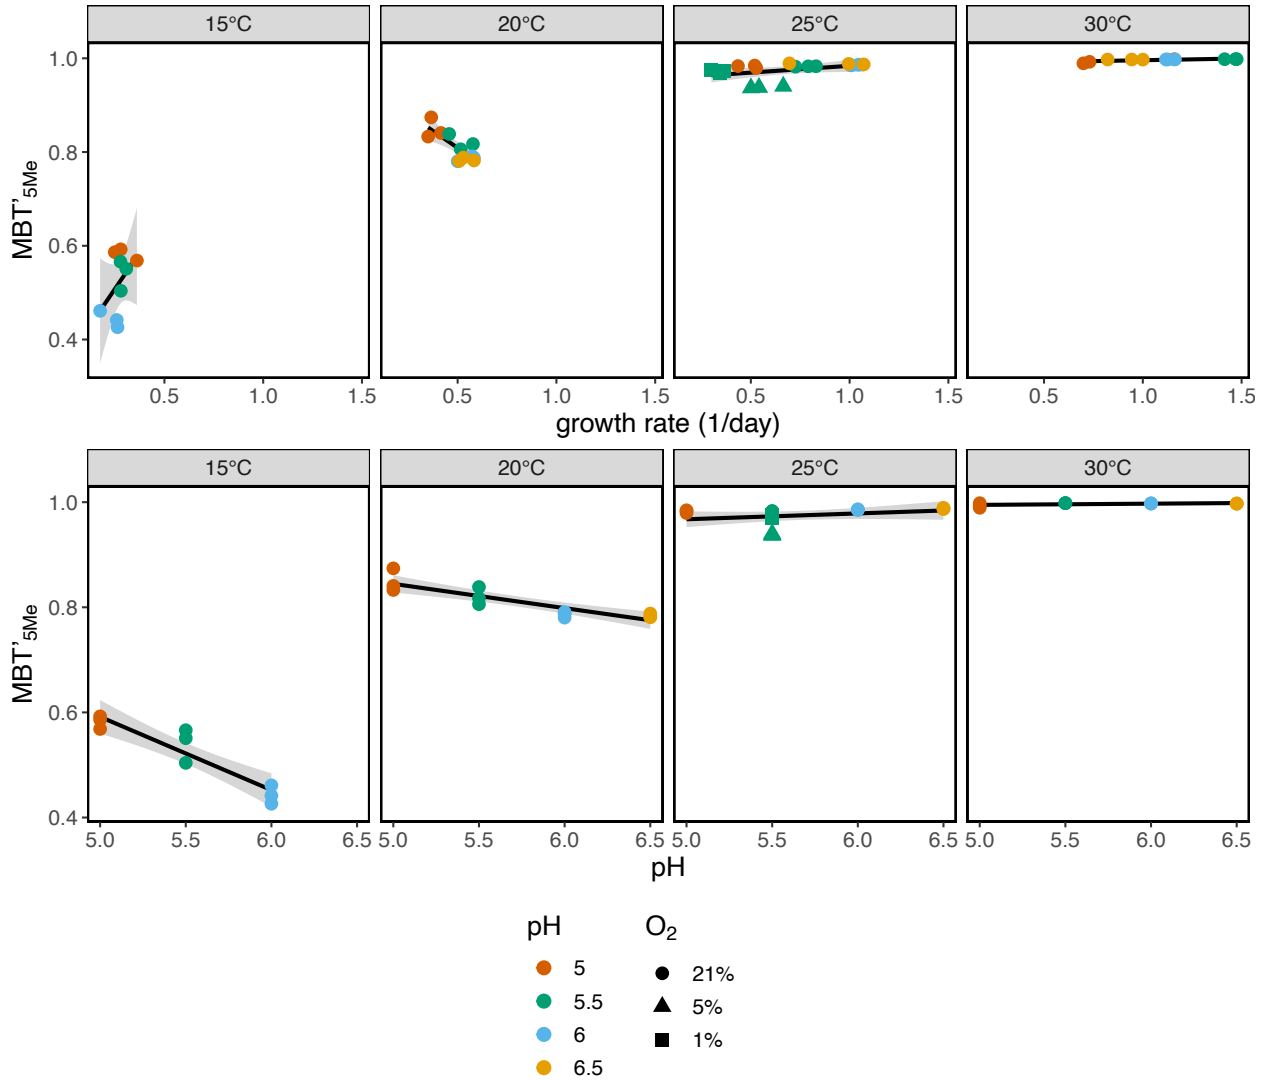 15°C 20°C 25°C 30°C
1.0
0.8
0.6
0.4
MBT'5Me
0.5 1.0 1.5 0.5 1.0 1.5 0.5 1.0 1.5 0.5 1.0 1.5
growth rate (1/day)
15°C 20°C 25°C 30°C
1.0
0.8
0.6
0.4
MBT'5Me
5.0 5.5 6.0 6.5 5.0 5.5 6.0 6.5 5.0 5.5 6.0 6.5 5.0 5.5 6.0 6.5
pH
pH O₂
5 21%
5.5 5%
6 1%
6.5